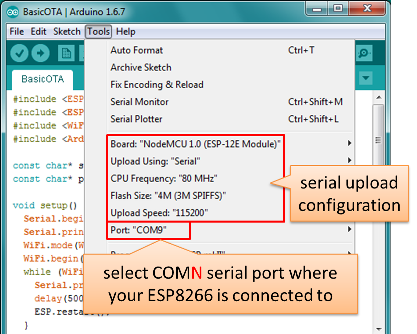 BasicOTA | Arduino 1.6.7
File Edit Sketch Tools Help
Auto Format Ctrl+T
Archive Sketch
Fix Encoding & Reload
Serial Monitor Ctrl+Shift+M
Serial Plotter Ctrl+Shift+L
Board: "NodeMCU 1.0 (ESP-12E Module)"
Upload Using: "Serial"
CPU Frequency: "80 MHz"
Flash Size: "4M (3M SPIFFS)"
Upload Speed: "115200"
Port: "COM9"
BasicOTA
#include <ESP
#include <ESP
#include <WiF
#include <Ard
const char* s
const char* p
void setup()
Serial.begi
Serial.prin
WiFi.mode(W
WiFi.begin(
while (WiFi
Serial.pr
delay(500
ESP.resta
}
serial upload
configuration
select COMN serial port where
your ESP8266 is connected to